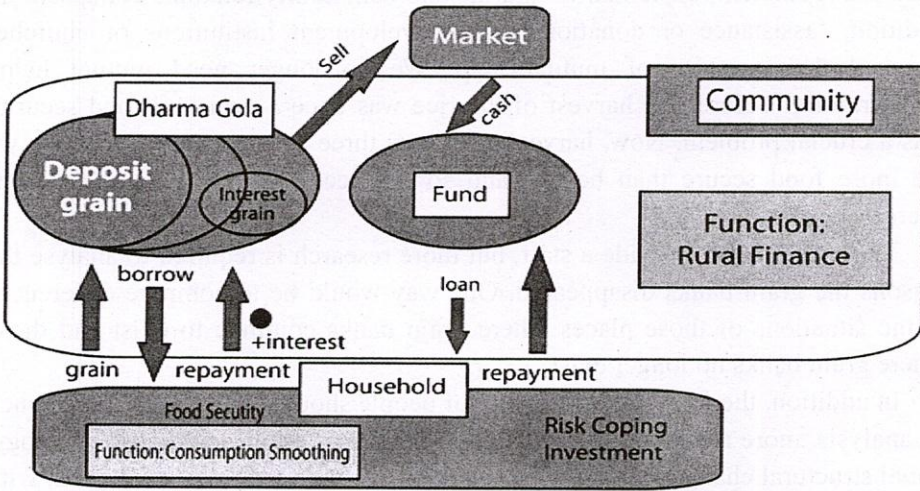 Market
Sell
cash
Dharma Gola
Community
Deposit
grain
Interest
grain
Fund
Function:
Rural Finance
borrow
loan
+interest
grain
repayment
Household
repayment
Food Secutity
Function: Consumption Smoothing
Risk Coping
Investment